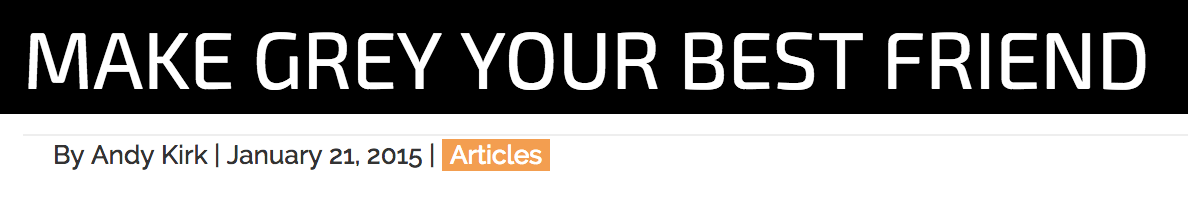 MAKE GREY YOUR BEST FRIEND
By Andy Kirk | January 21, 2015 | Articles